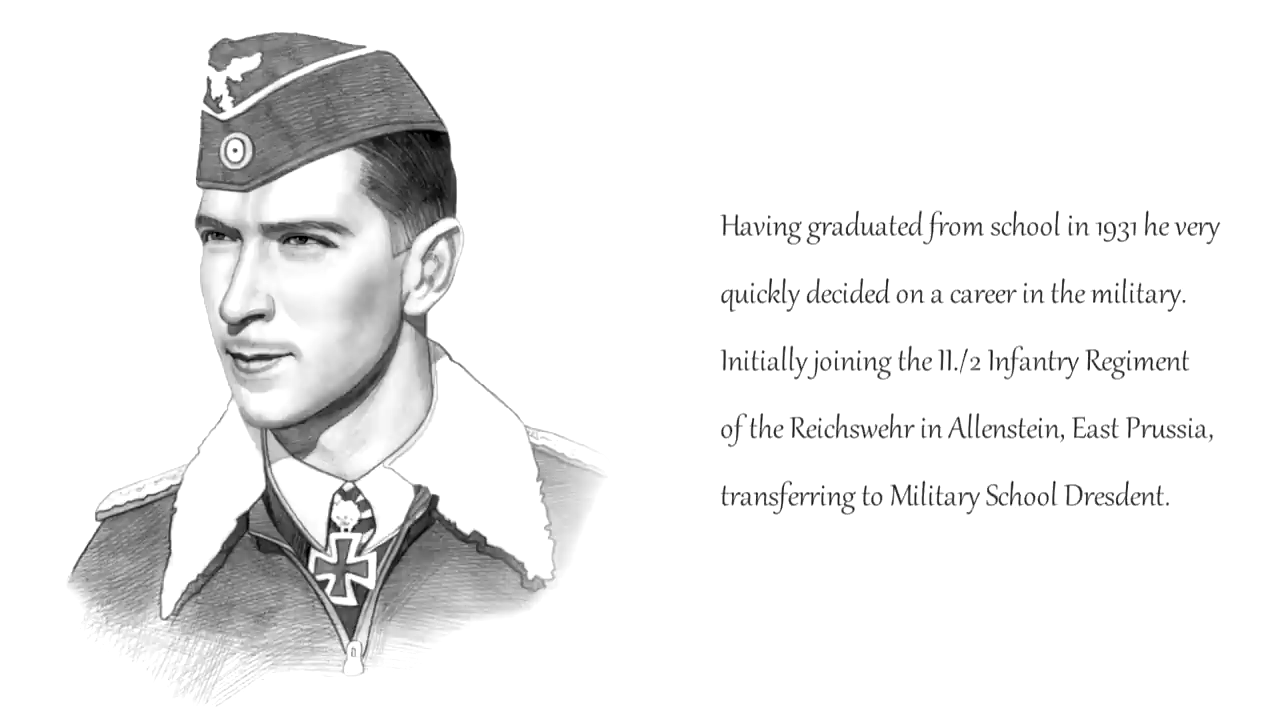 Having graduated from school in 1931 he very
quickly decided on a career in the military.
Initially joining the II./2 Infantry Regiment
of the Reichswehr in Allenstein, East Prussia,
transferring to Military School Dresdent.